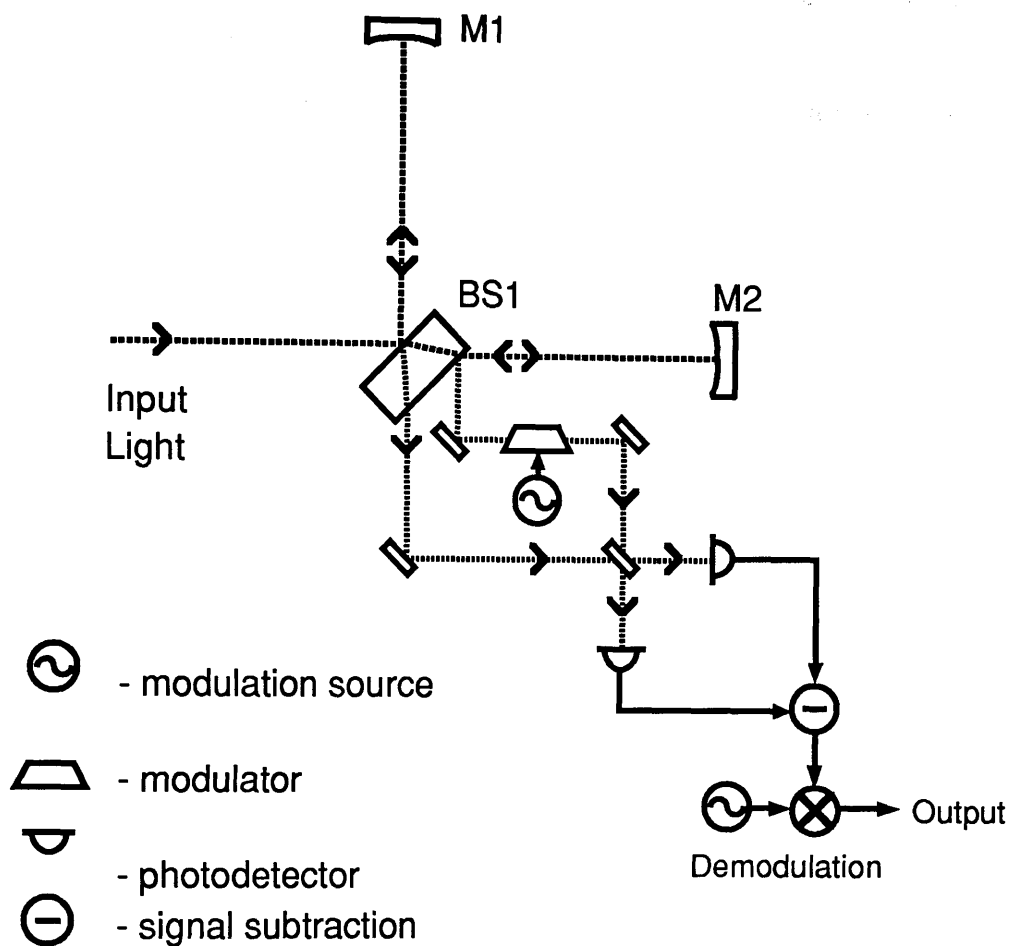 M1
BS1
M2
Input
Light
- modulation source
- modulator
- photodetector
- signal subtraction
Output
Demodulation